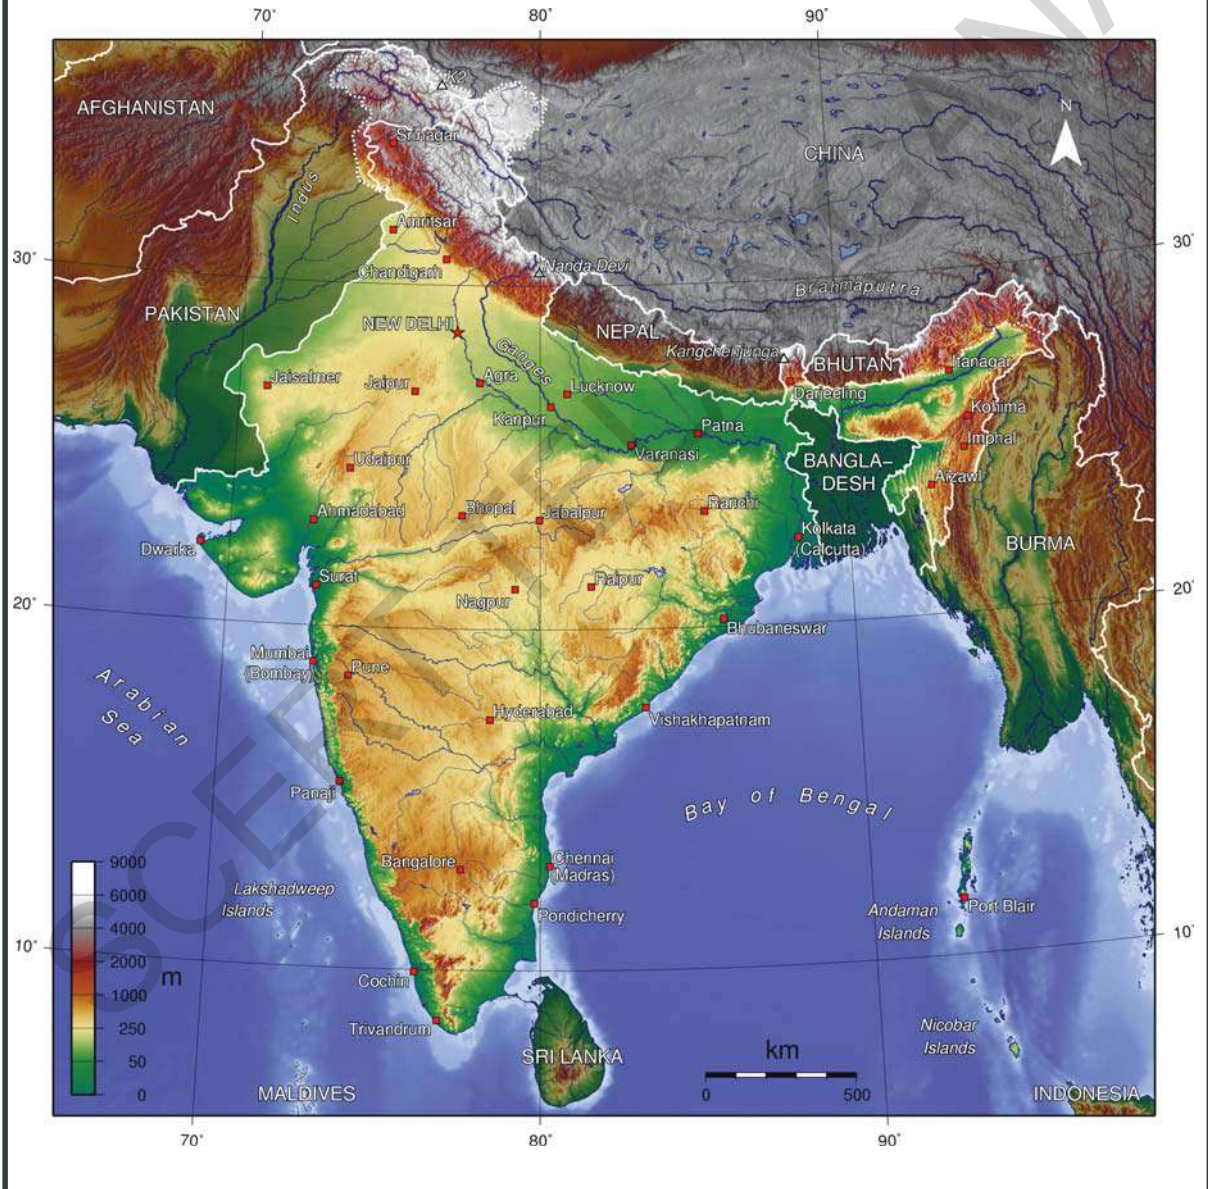 70°
80°
90°
AFGHANISTAN
K2
N
CHINA
Srinagar
Indus
Amritsar
30°
30°
Chandigarh
Nanda Devi
Brahmaputra
PAKISTAN
NEW DELHI
NEPAL
Ganges
Kangchenjunga
BHUTAN
Itanagar
Jaisalmer
Jaipur
Agra
Lucknow
Darjeeling
Kanpur
Kohima
Patna
Imphal
Udaipur
Varanasi
BANGLA–
DESH
Aizawl
Ahmadabad
Bhopal
Jabalpur
Ranchi
Kolkata
(Calcutta)
Dwarka
BURMA
Surat
Raipur
Nagpur
20°
20°
Bhubaneswar
Mumbai
(Bombay)
Pune
Arabian
Sea
Hyderabad
Vishakhapatnam
Panaji
Bay of Bengal
Bangalore
Chennai
(Madras)
9000
6000
4000
2000
1000
250
50
0
m
Lakshadweep
Islands
Pondicherry
Port Blair
Andaman
Islands
10°
10°
Cochin
Trivandrum
Nicobar
Islands
SRI LANKA
km
0
500
MALDIVES
INDONESIA
70°
80°
90°